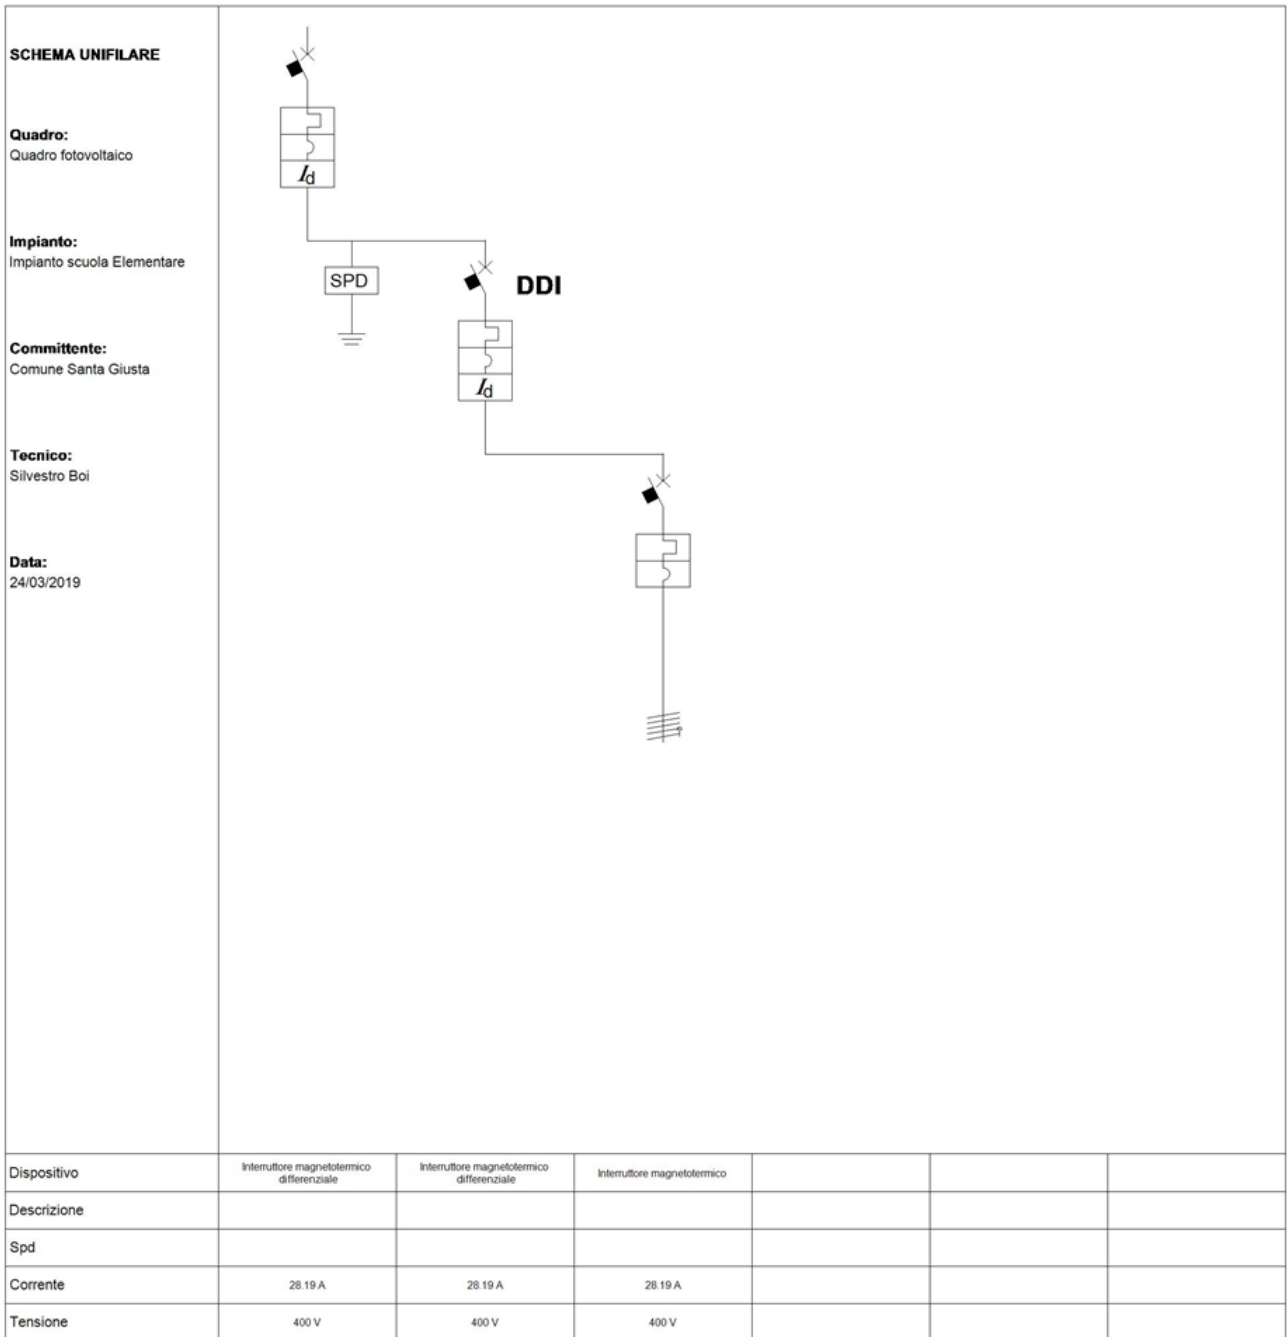 SCHEMA UNIFILARE
Quadro:
Quadro fotovoltaico
Impianto:
Impianto scuola Elementare
Committente:
Comune Santa Giusta
Tecnico:
Silvestro Boi
Data:
24/03/2019
Id
SPD
DDI
Id
Dispositivo
Interruttore magnetotermico
differenziale
Interruttore magnetotermico
differenziale
Interruttore magnetotermico
Descrizione
Spd
Corrente 28.19 A 28.19 A 28.19 A
Tensione 400 V 400 V 400 V